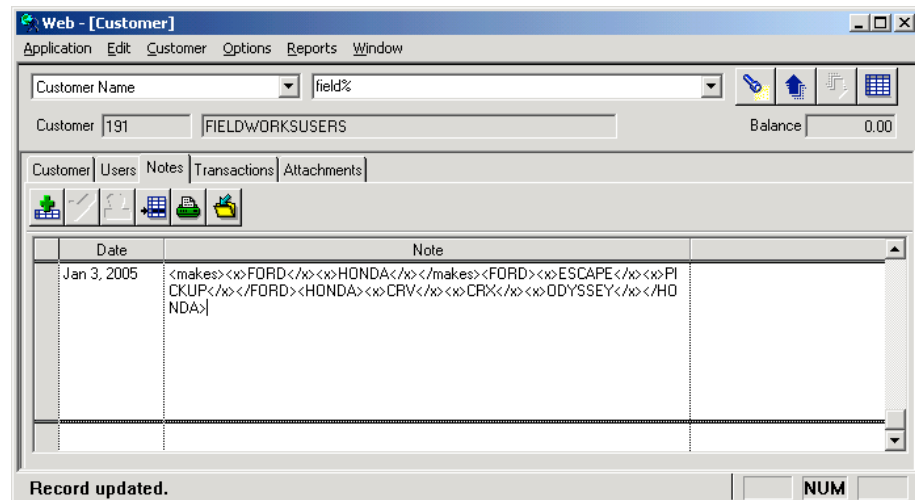 Web - [Customer]
Application Edit Customer Options Reports Window
Customer Name field%
Customer 191 FIELDWORKSUSERS Balance 0.00
Customer Users Notes Transactions Attachments
Date Note
Jan 3, 2005 <makes><x>FORD</x><x>HONDA</x></makes><FORD><x>ESCAPE</x><x>PI
CKUP</x></FORD><HONDA><x>CRV</x><x>CRX</x><x>ODYSSEY</x></HO
NDA>
Record updated. NUM